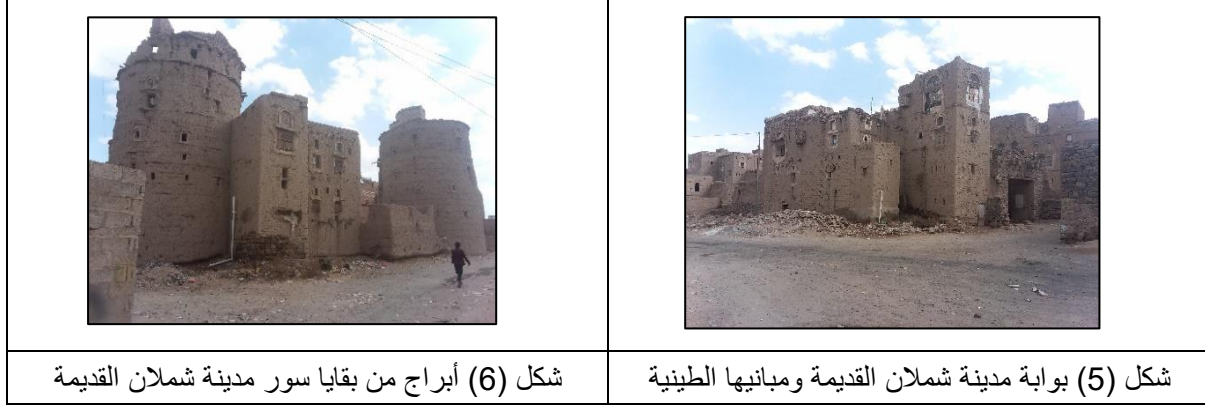 شكل (5) بوابة مدينة شملان القديمة ومبانيها الطينية
شكل (6) أبراج من بقايا سور مدينة شملان القديمة